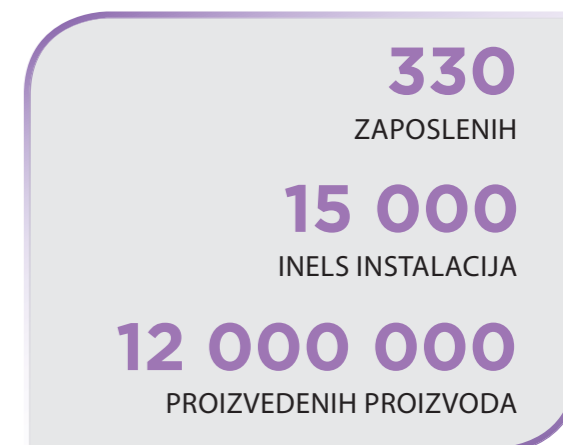 330
ZAPOSLENIH
15 000
INELS INSTALACIJA
12 000 000
PROIZVEDENIH PROIZVODA